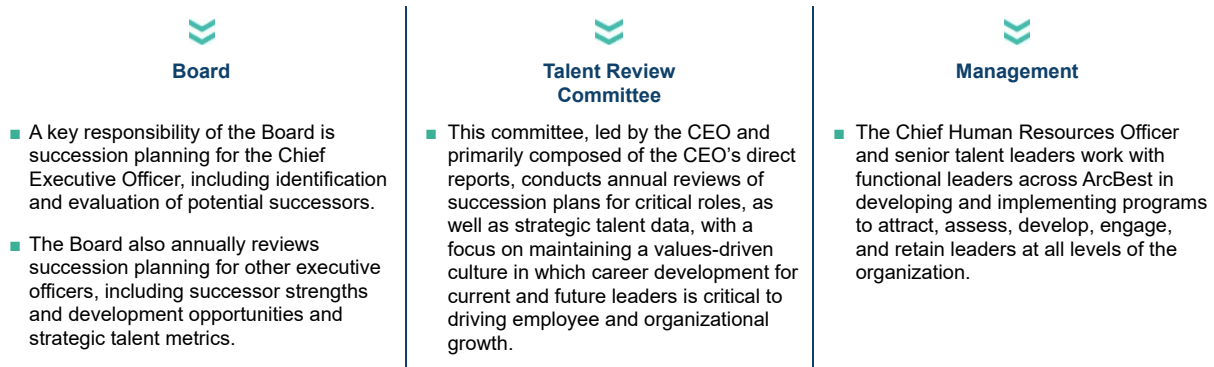 Board
■ A key responsibility of the Board is
succession planning for the Chief
Executive Officer, including identification
and evaluation of potential successors.
■ The Board also annually reviews
succession planning for other executive
officers, including successor strengths
and development opportunities and
strategic talent metrics.
Talent Review
Committee
■ This committee, led by the CEO and
primarily composed of the CEO’s direct
reports, conducts annual reviews of
succession plans for critical roles, as
well as strategic talent data, with a
focus on maintaining a values-driven
culture in which career development for
current and future leaders is critical to
driving employee and organizational
growth.
Management
■ The Chief Human Resources Officer
and senior talent leaders work with
functional leaders across ArcBest in
developing and implementing programs
to attract, assess, develop, engage,
and retain leaders at all levels of the
organization.